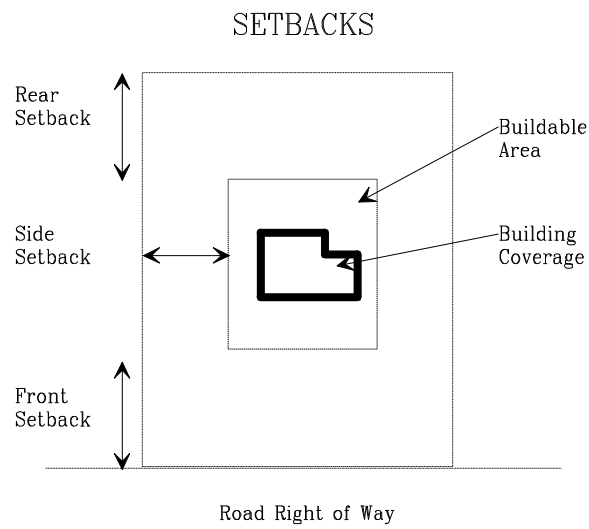 SETBACKS
Rear
Setback
Buildable
Area
Side
Setback
Building
Coverage
Front
Setback
Road Right of Way